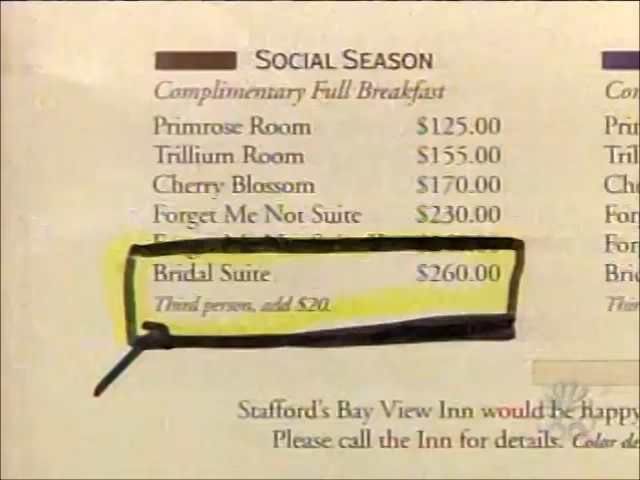 SOCIAL SEASON
Complimentary Full Breakfast
Primrose Room $125.00
Trillium Room $155.00
Cherry Blossom $170.00
Forget Me Not Suite $230.00
Bridal Suite $260.00
Third person, add $20.
Stafford's Bay View Inn would be happy
Please call the Inn for details. Color